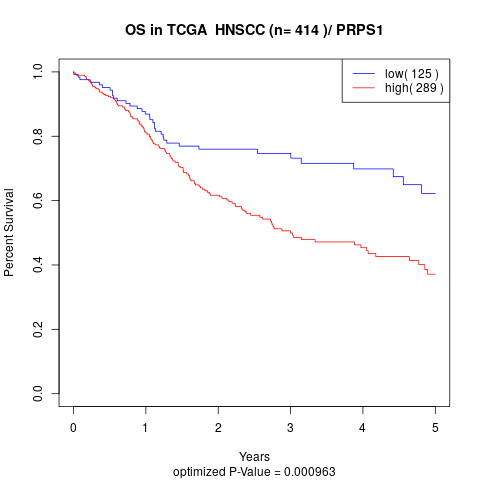 OS in TCGA  HNSCC (n= 414 )/ PRPS1
low( 125 )
high( 289 )
Percent Survival
1.0
0.8
0.6
0.4
0.2
0.0
0 1 2 3 4 5
Years
optimized P-Value = 0.000963